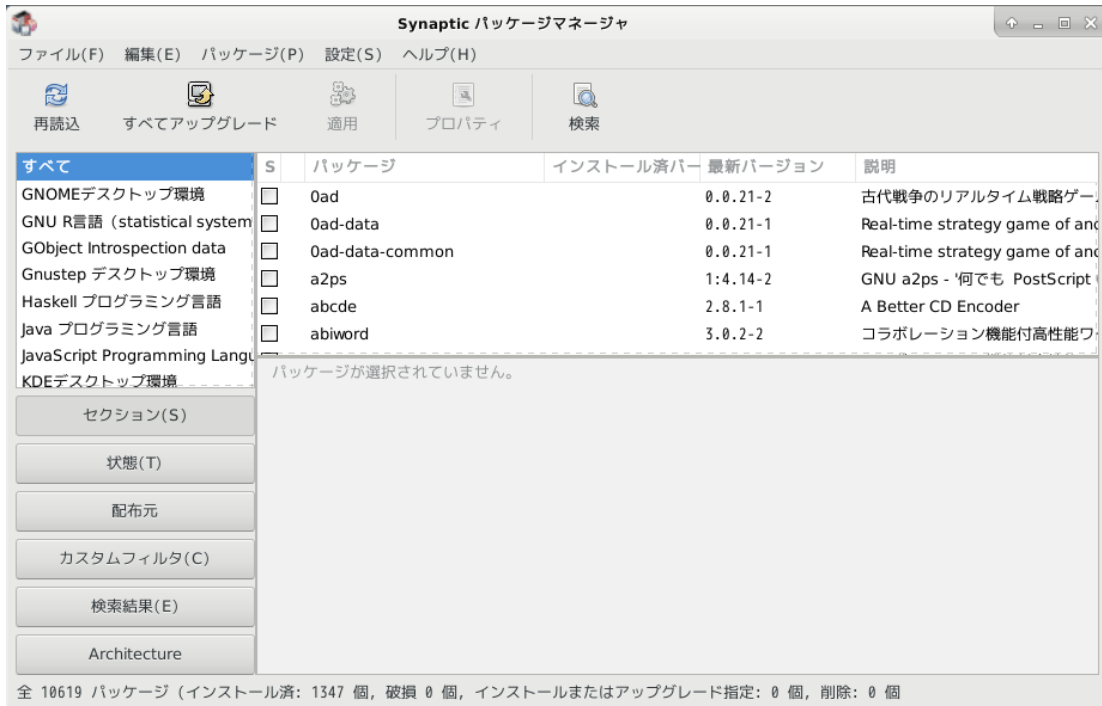 Synaptic パッケージマネージャ
ファイル(F) 編集(E) パッケージ(P) 設定(S) ヘルプ(H)
再読込 すべてアップグレード 適用 プロパティ 検索
すべて
GNOMEデスクトップ環境
GNU R言語 (statistical system
GObject Introspection data
Gnustep デスクトップ環境
Haskell プログラミング言語
Java プログラミング言語
JavaScript Programming Langu
KDEデスクトップ環境
セクション(S)
状態(T)
配布元
カスタムフィルタ(C)
検索結果(E)
Architecture
S パッケージ インストール済バー 最新バージョン 説明
0ad 0.0.21-2 古代戦争のリアルタイム戦略ゲー
0ad-data 0.0.21-1 Real-time strategy game of anc
0ad-data-common 0.0.21-1 Real-time strategy game of anc
a2ps 1:4.14-2 GNU a2ps - '何でも PostScript
abcde 2.8.1-1 A Better CD Encoder
abiword 3.0.2-2 コラボレーション機能付高性能ワ
パッケージが選択されていません。
全 10619 パッケージ (インストール済: 1347 個, 破損 0 個, インストールまたはアップグレード指定: 0 個, 削除: 0 個